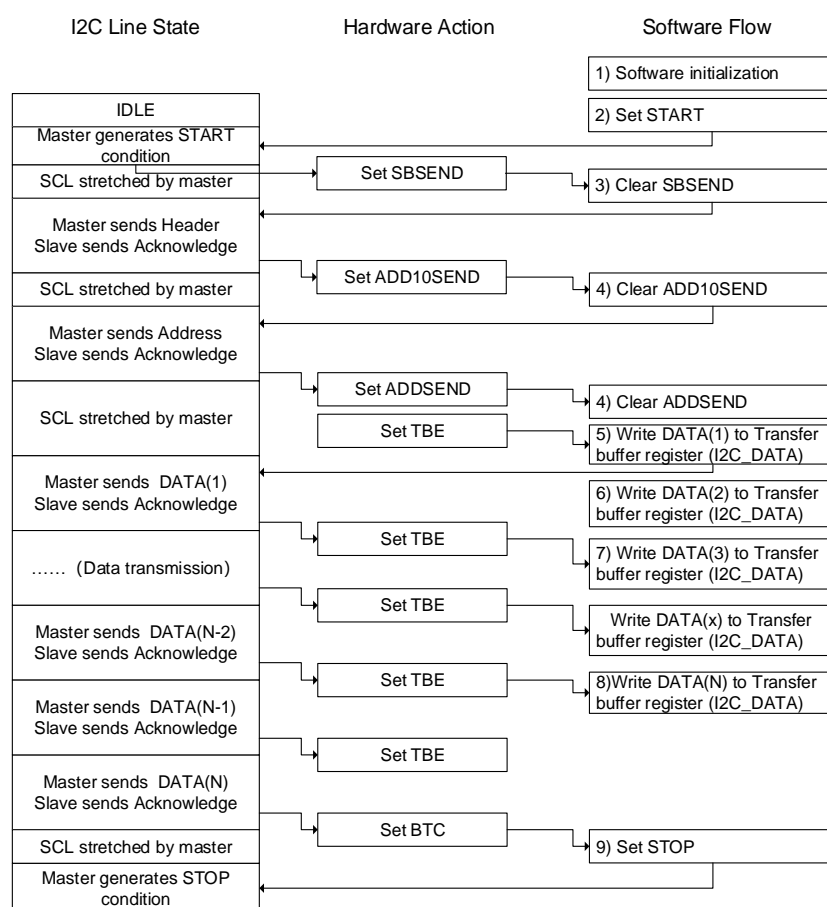 I2C Line State
Hardware Action
Software Flow
1) Software initialization
IDLE
2) Set START
Master generates START
condition
SCL stretched by master
Set SBSEND
3) Clear SBSEND
Master sends Header
Slave sends Acknowledge
SCL stretched by master
Set ADD10SEND
4) Clear ADD10SEND
Master sends Address
Slave sends Acknowledge
SCL stretched by master
Set ADDSEND
4) Clear ADDSEND
Set TBE
5) Write DATA(1) to Transfer
buffer register (I2C_DATA)
Master sends DATA(1)
Slave sends Acknowledge
6) Write DATA(2) to Transfer
buffer register (I2C_DATA)
Set TBE
7) Write DATA(3) to Transfer
buffer register (I2C_DATA)
…… (Data transmission)
Set TBE
Write DATA(x) to Transfer
buffer register (I2C_DATA)
Master sends DATA(N-2)
Slave sends Acknowledge
Set TBE
8)Write DATA(N) to Transfer
buffer register (I2C_DATA)
Master sends DATA(N-1)
Slave sends Acknowledge
Set TBE
Master sends DATA(N)
Slave sends Acknowledge
Set BTC
SCL stretched by master
9) Set STOP
Master generates STOP
condition